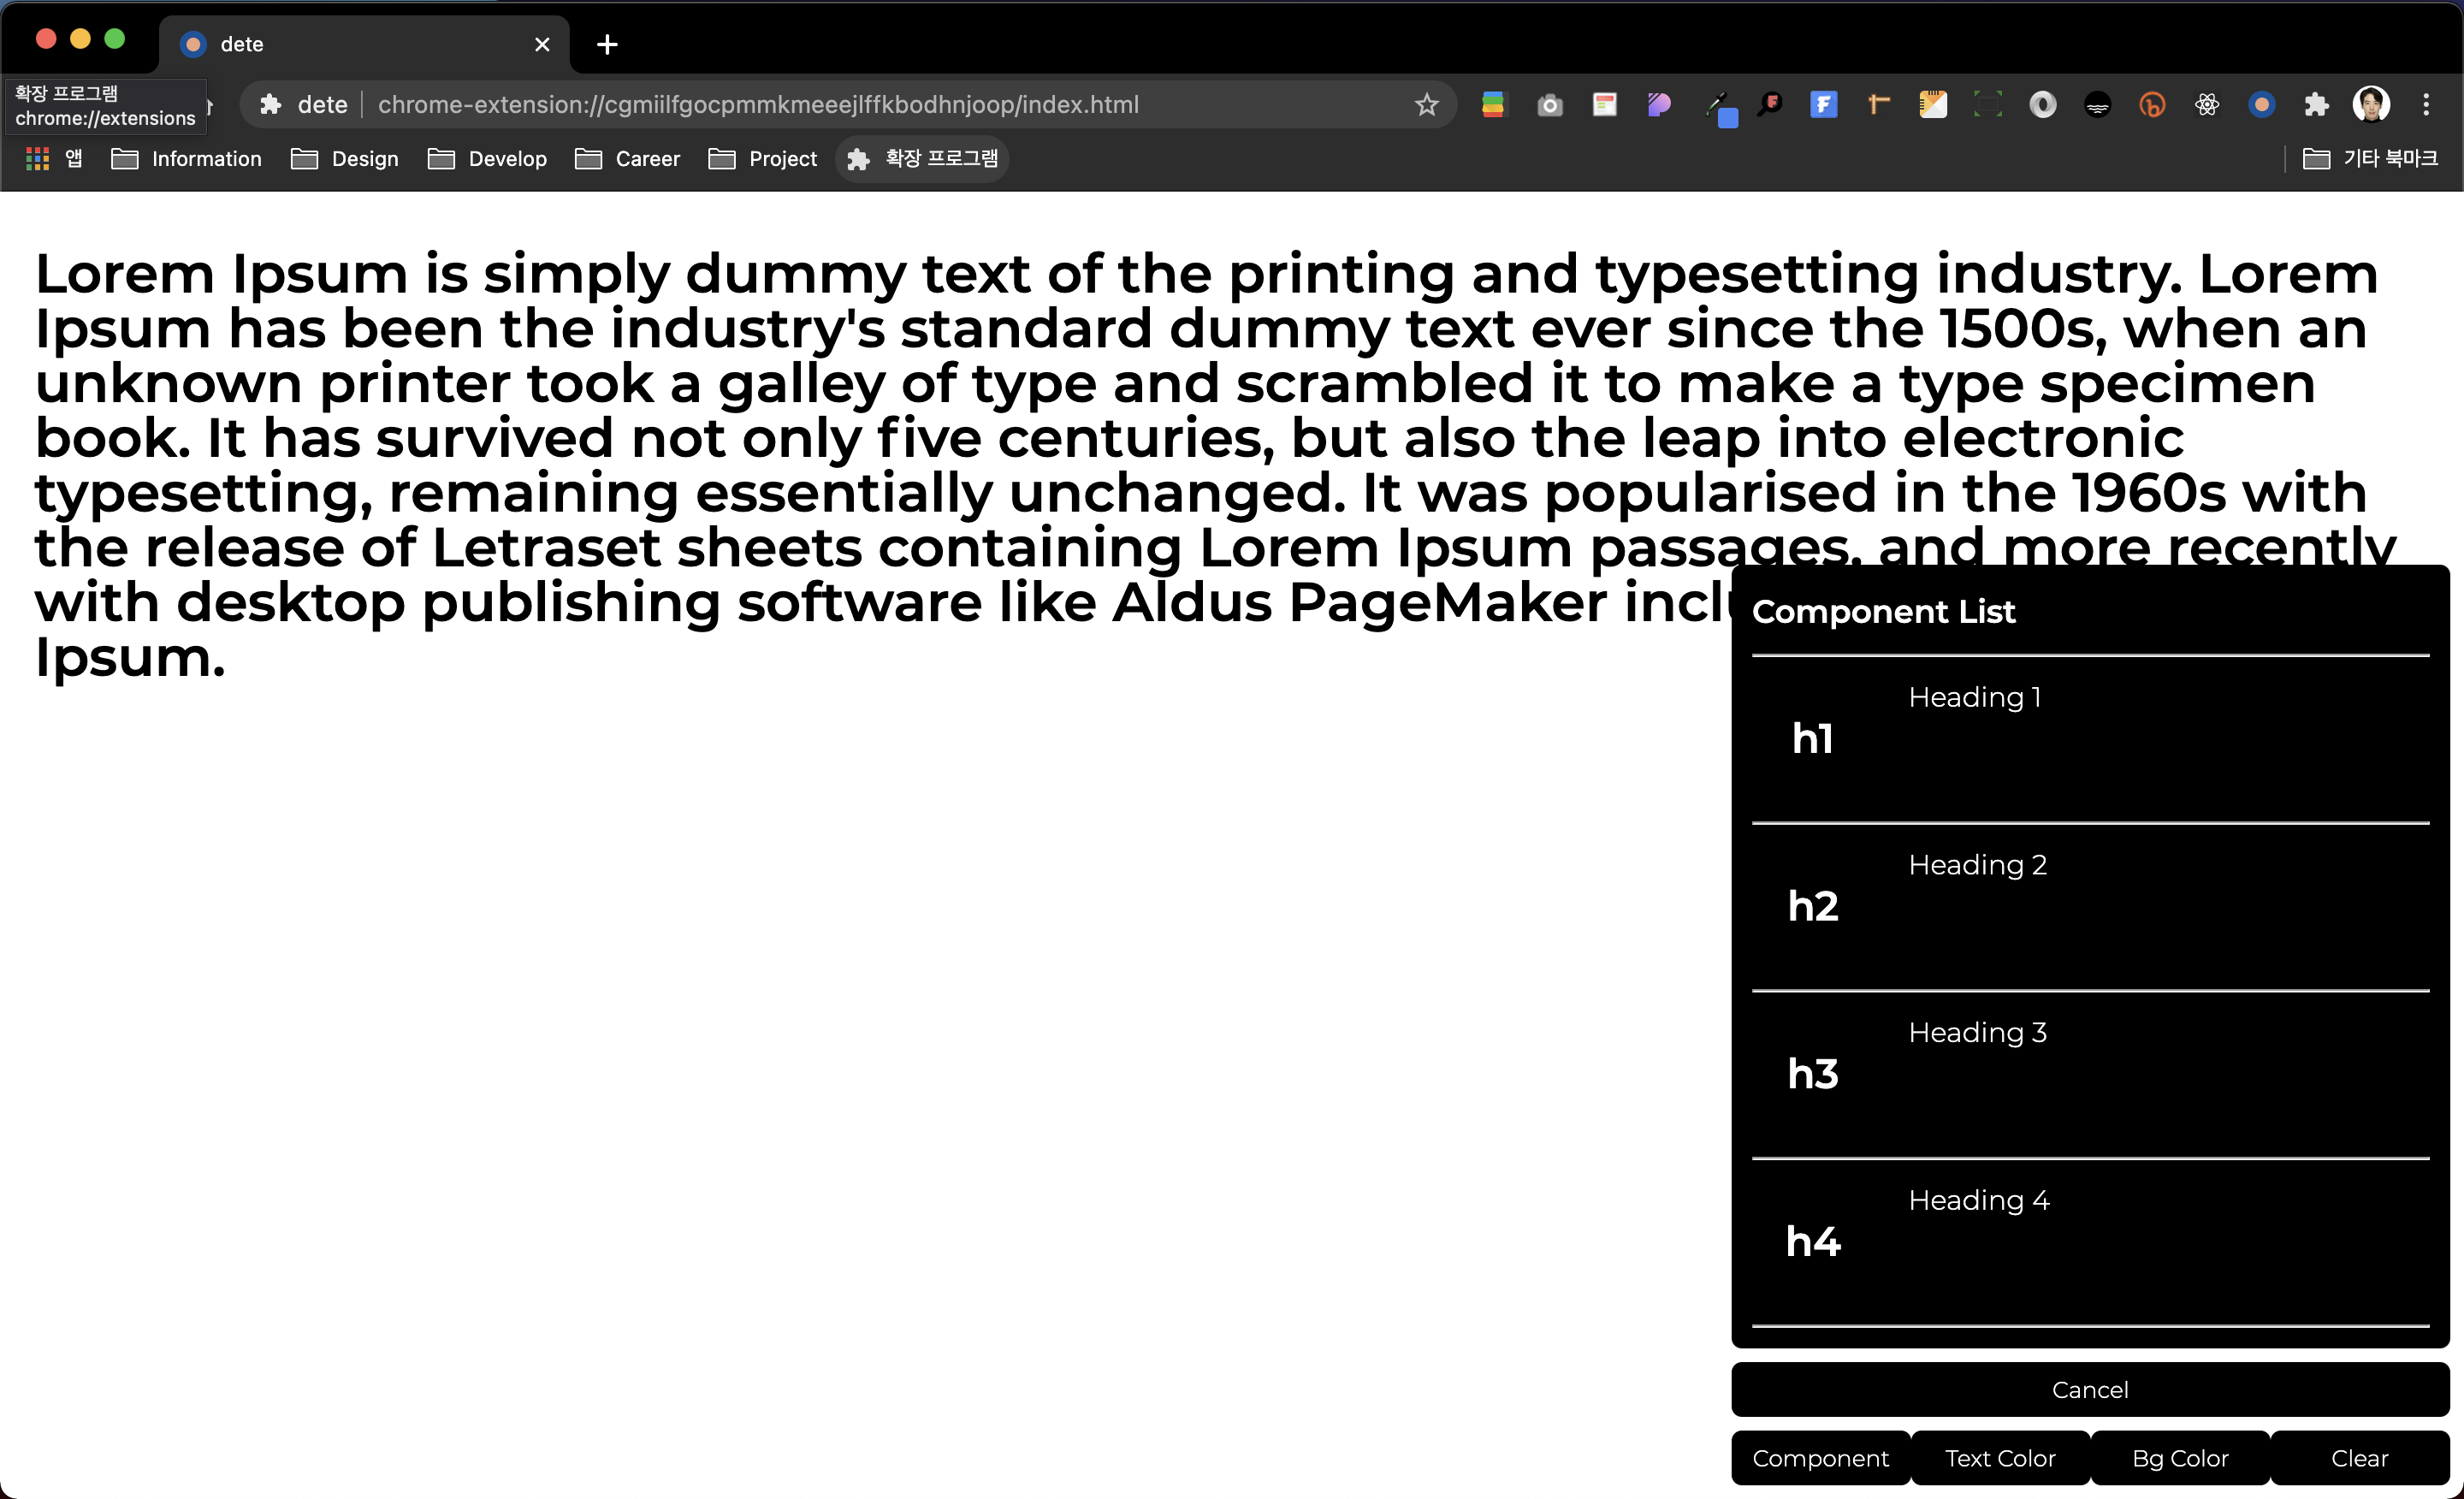 dete
확장 프로그램
chrome://extensions
dete
chrome-extension://cgmiilfgocpmmkmeeejlffkbodhnjoop/index.html
앱
Information
Design
Develop
Career
Project
확장 프로그램
기타 북마크
Lorem Ipsum is simply dummy text of the printing and typesetting industry. Lorem
Ipsum has been the industry's standard dummy text ever since the 1500s, when an
unknown printer took a galley of type and scrambled it to make a type specimen
book. It has survived not only five centuries, but also the leap into electronic
typesetting, remaining essentially unchanged. It was popularised in the 1960s with
the release of Letraset sheets containing Lorem Ipsum passages, and more recently
with desktop publishing software like Aldus PageMaker inclu
Ipsum.
Component List
Heading 1
h1
Heading 2
h2
Heading 3
h3
Heading 4
h4
Cancel
Component
Text Color
Bg Color
Clear